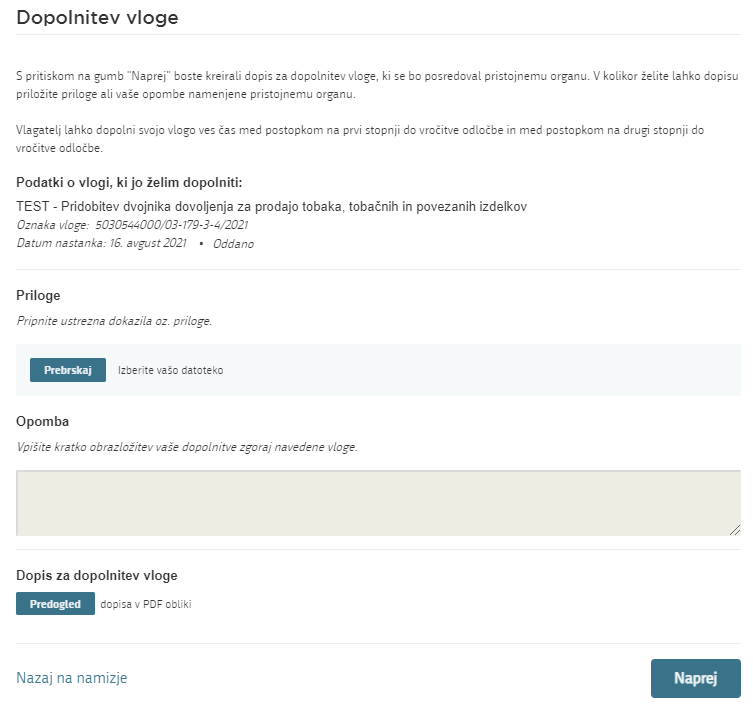 Dopolnitev vloge
S pritiskom na gumb "Naprej" boste kreirali dopis za dopolnitev vloge, ki se bo posredoval pristojnemu organu. V kolikor želite lahko dopisu
priložite priloge ali vaše opombe namenjene pristojnemu organu.
Vlagatelj lahko dopolni svojo vlogo ves čas med postopkom na prvi stopnji do vročitve odločbe in med postopkom na drugi stopnji do
vročitve odločbe.
Podatki o vlogi, ki jo želim dopolniti:
TEST - Pridobitev dvojnika dovoljenja za prodajo tobaka, tobačnih in povezanih izdelkov
Oznaka vloge: 5030544000/03-179-3-4/2021
Datum nastanka: 16. avgust 2021 • Oddano
Priloge
Pripnite ustrezna dokazila oz. priloge.
Prebrskaj Izberite vašo datoteko
Opomba
Vpišite kratko obrazložitev vaše dopolnitve zgoraj navedene vloge.
Dopis za dopolnitev vloge
Predogled dopisa v PDF obliki
Nazaj na namizje Naprej